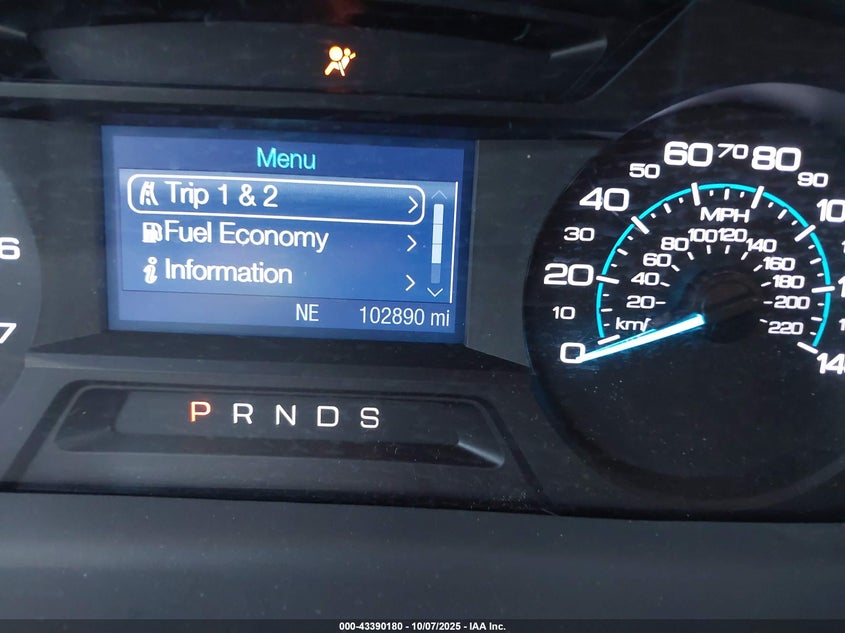 Menu
Trip 1 & 2
Fuel Economy
Information
NE 102890 mi
P R N D S
6
7
0
10
20
30
40
50
60
70
80
90
MPH
20
40
60
80
100
120
140
160
180
200
220
km/
000-43390180 - 10/07/2025 - IAA Inc.